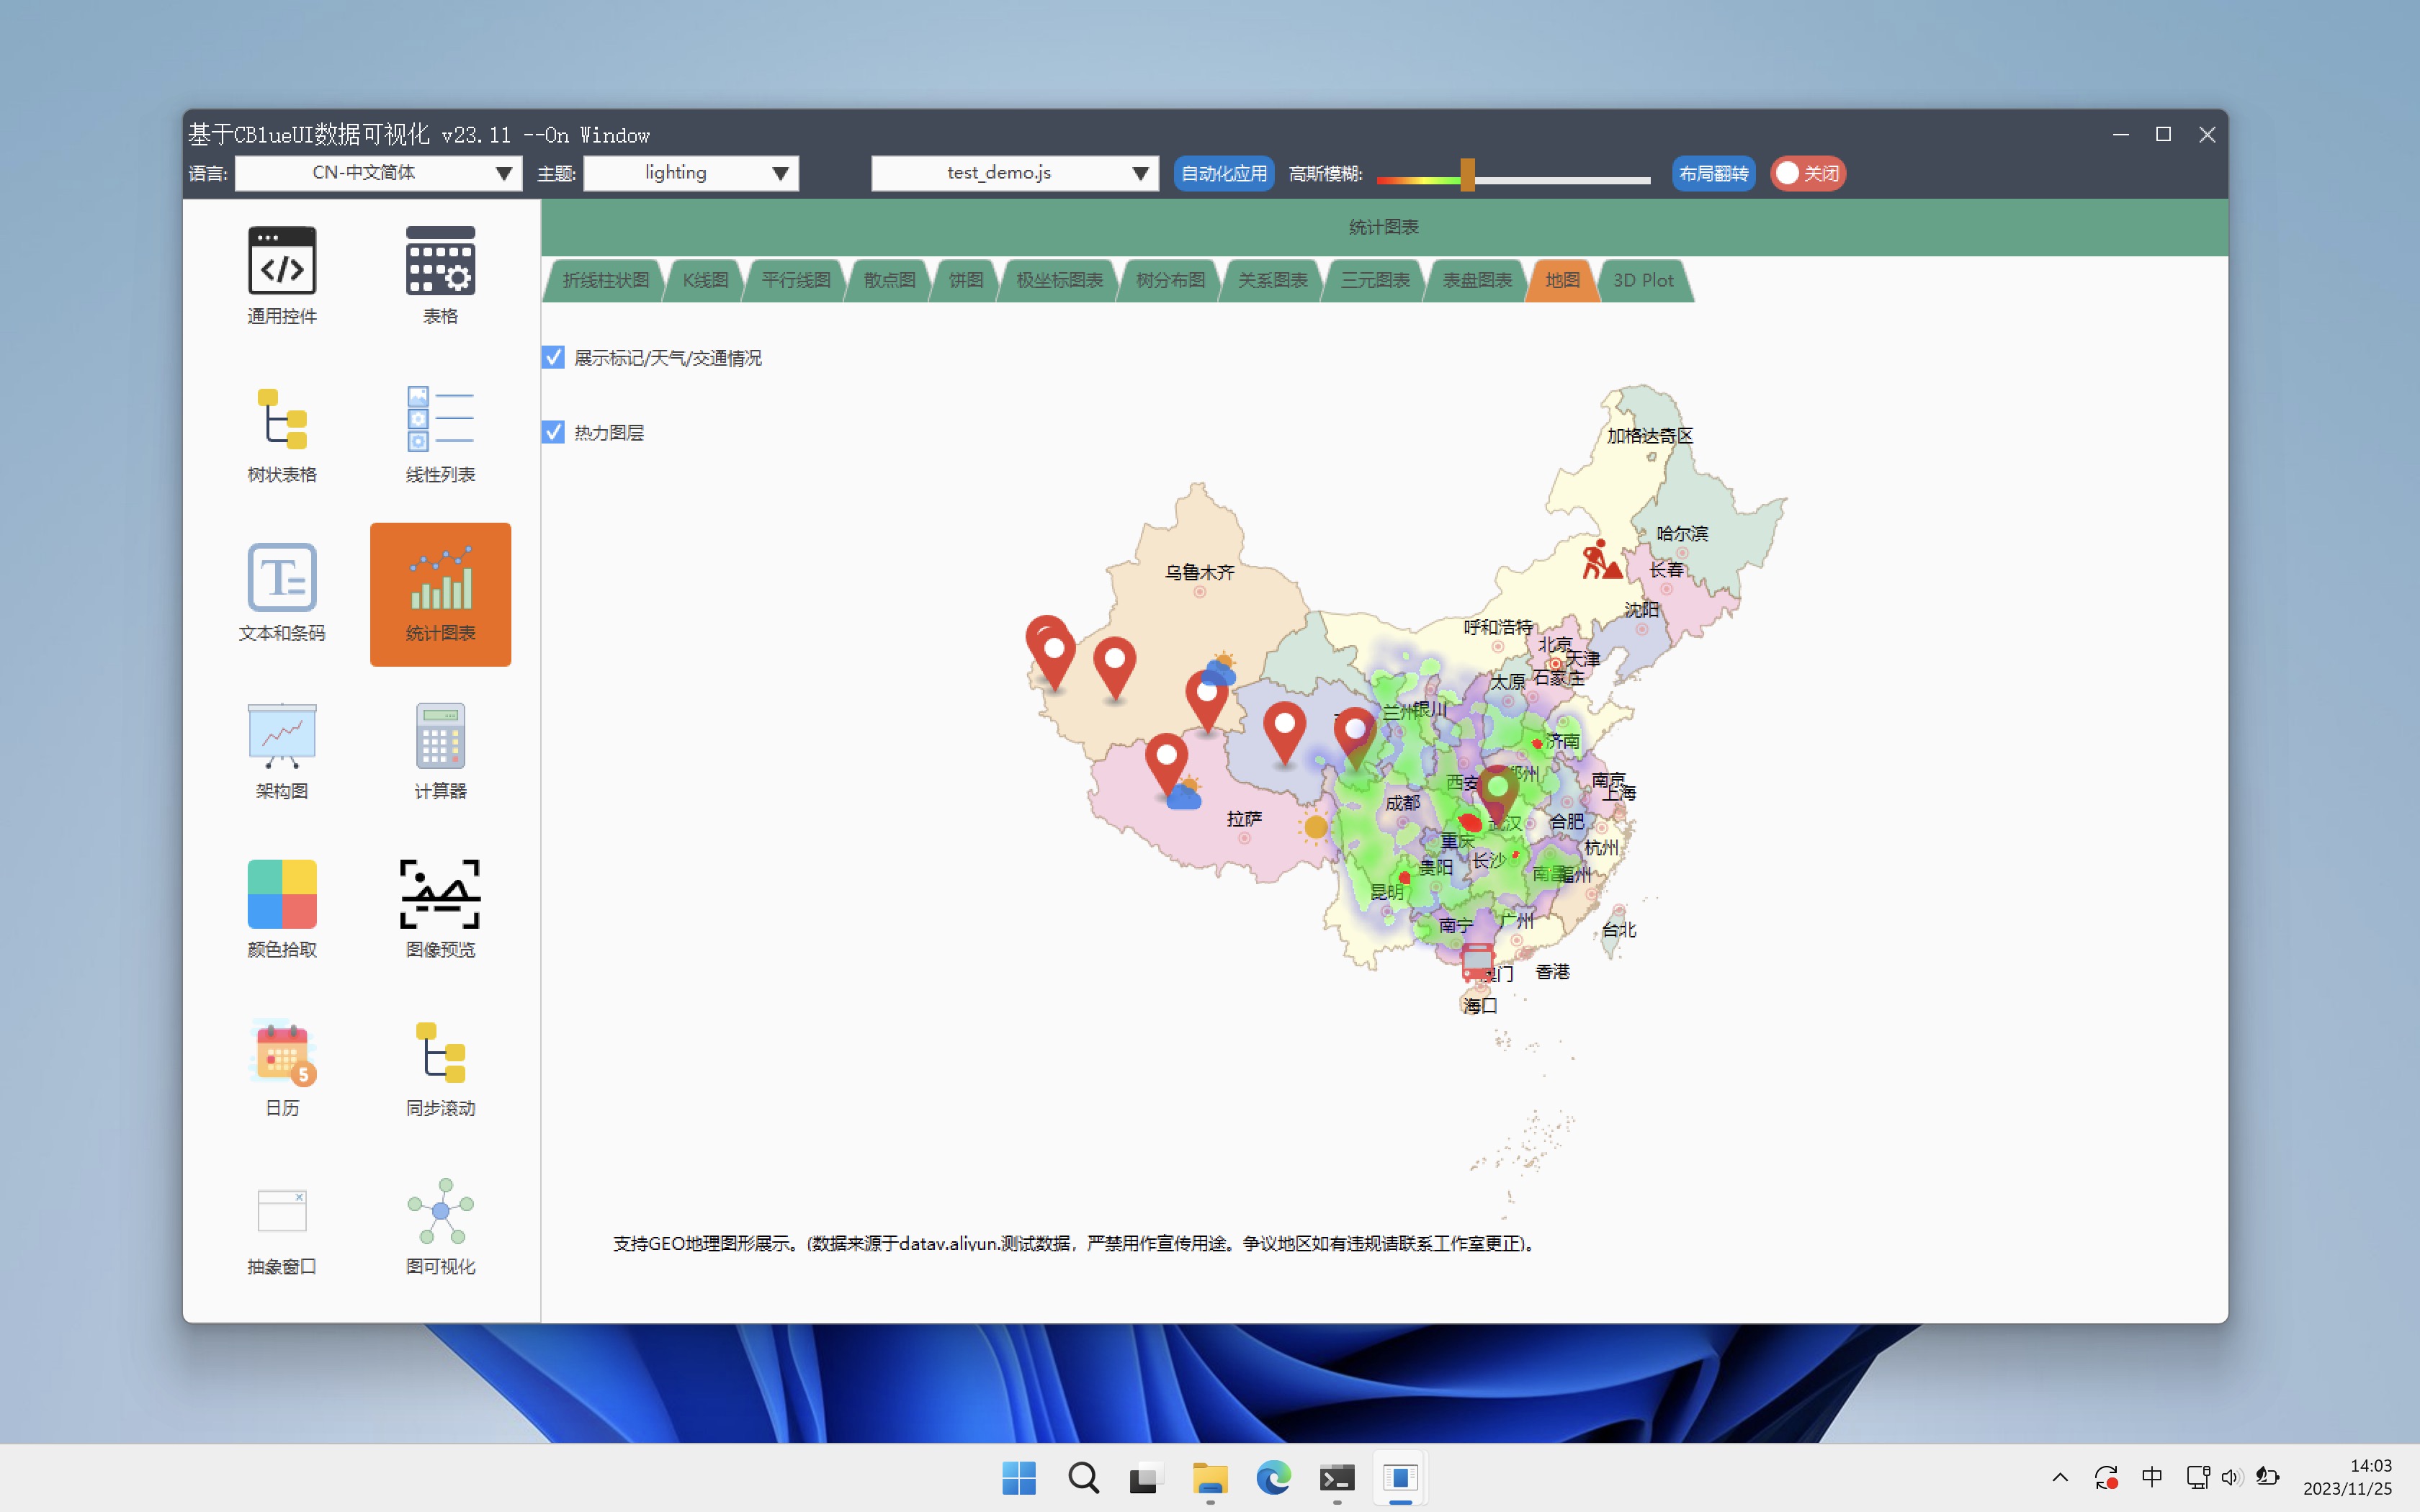 基于CBlueUI数据可视化 v23.11 --On Window
语言: CN-中文简体 主题: lighting test_demo.js 自动化应用 高斯模糊: 布局翻转 关闭
统计图表
折线柱状图 K线图 平行线图 散点图 饼图 极坐标图表 树分布图 关系图表 三元图表 表盘图表 地图 3D Plot
通用控件 表格
树状表格 线性列表
文本和条码 统计图表
架构图 计算器
颜色拾取 图像预览
5
日历 同步滚动
抽象窗口 图可视化
展示标记/天气/交通情况
热力图层
加格达奇区
哈尔滨
乌鲁木齐
长春
沈阳
呼和浩特
北京
天津
石家庄
太原
兰州
银川
济南
西安
郑州
南京
上海
成都
拉萨
武汉
合肥
重庆
杭州
长沙
贵阳
南昌
福州
昆明
南宁
广州
台北
澳门
香港
海口
支持GEO地理图形展示。(数据来源于datav.aliyun.测试数据，严禁用作宣传用途。争议地区如有违规请联系工作室更正)。
中
14:03
2023/11/25